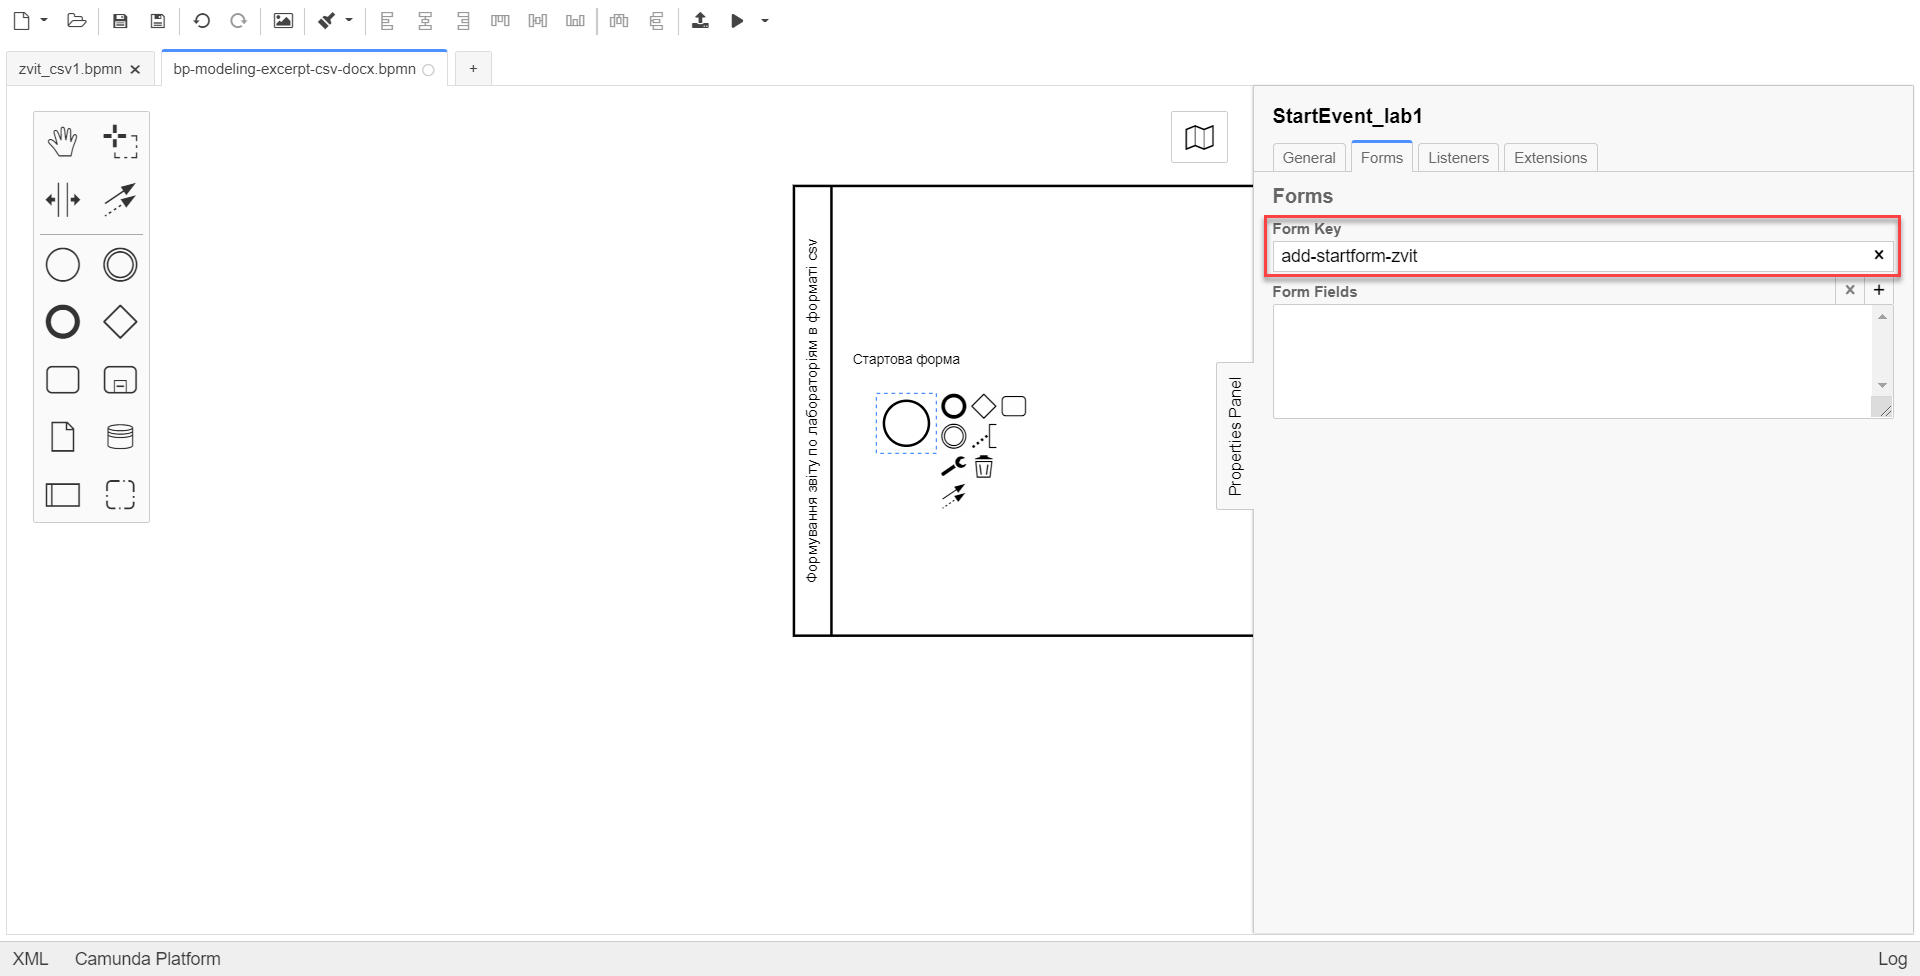 zvit_csv1.bpmn
bp-modeling-excerpt-csv-docx.bpmn
+
StartEvent_lab1
General
Forms
Listeners
Extensions
Forms
Form Key
add-startform-zvit
Form Fields
Формування звіту по лабораторіям в форматі csv
Стартова форма
Properties Panel
XML
Camunda Platform
Log